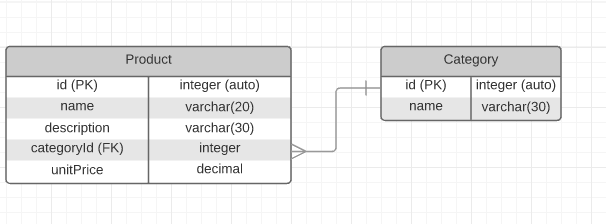 Product
id (PK) integer (auto)
name varchar(20)
description varchar(30)
categoryId (FK) integer
unitPrice decimal
Category
id (PK) integer (auto)
name varchar(30)